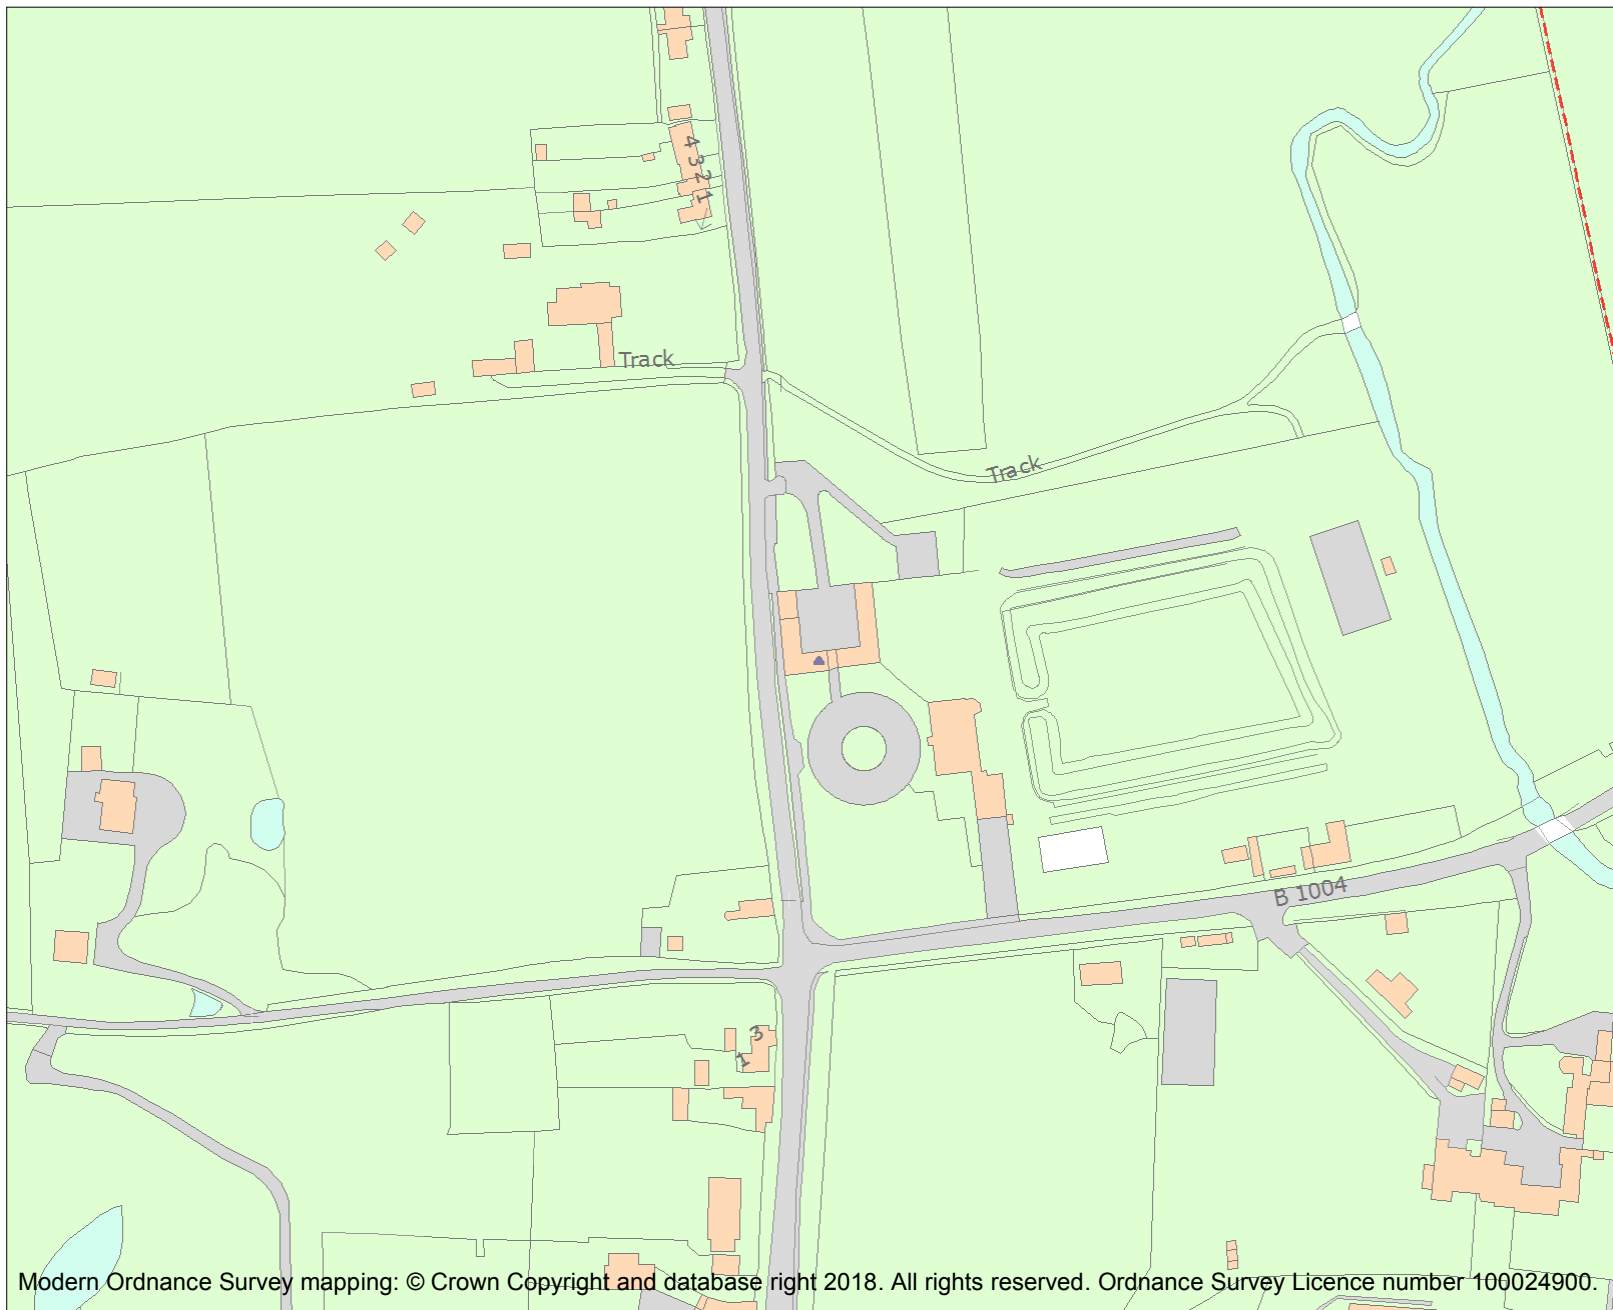 4 3 2 1
Track
Track
B 1004
3
1
Modern Ordnance Survey mapping: © Crown Copyright and database right 2018. All rights reserved. Ordnance Survey Licence number 100024900.